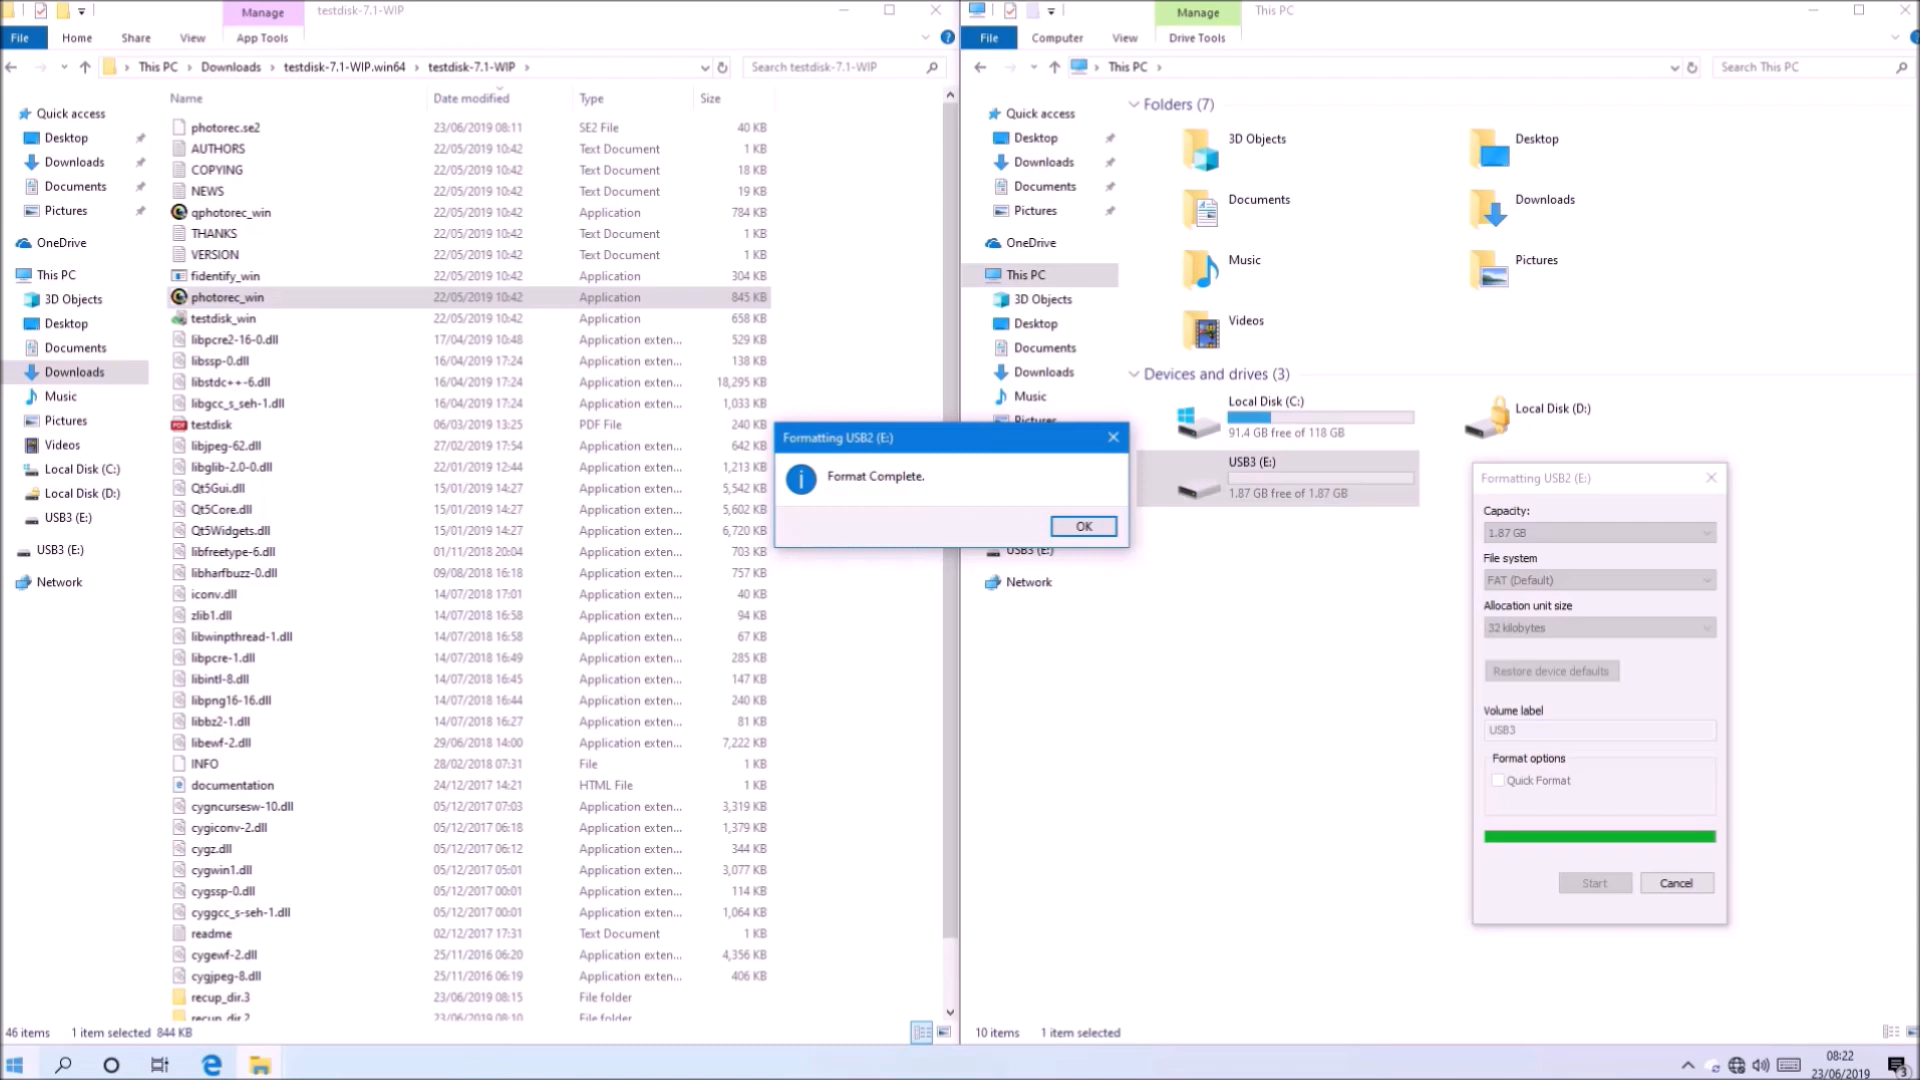 Manage
testdisk-7.1-WIP
File
Home
Share
View
App Tools
This PC
Downloads
testdisk-7.1-WIP.win64
testdisk-7.1-WIP
Search testdisk-7.1-WIP
Quick access
Desktop
Downloads
Documents
Pictures
OneDrive
This PC
3D Objects
Desktop
Documents
Downloads
Music
Pictures
Videos
Local Disk (C:)
Local Disk (D:)
USB3 (E:)
USB3 (E:)
Network
Name Date modified Type Size
photorec.se2 23/06/2019 08:11 SE2 File 40 KB
AUTHORS 22/05/2019 10:42 Text Document 1 KB
COPYING 22/05/2019 10:42 Text Document 18 KB
NEWS 22/05/2019 10:42 Text Document 19 KB
qphotorec_win 22/05/2019 10:42 Application 784 KB
THANKS 22/05/2019 10:42 Text Document 1 KB
VERSION 22/05/2019 10:42 Text Document 1 KB
fidentify_win 22/05/2019 10:42 Application 304 KB
photorec_win 22/05/2019 10:42 Application 845 KB
testdisk_win 22/05/2019 10:42 Application 658 KB
libpcre2-16-0.dll 17/04/2019 10:48 Application exten... 529 KB
libssp-0.dll 16/04/2019 17:24 Application exten... 138 KB
libstdc++-6.dll 16/04/2019 17:24 Application exten... 18,295 KB
libgcc_s_seh-1.dll 16/04/2019 17:24 Application exten... 1,033 KB
testdisk 06/03/2019 13:25 PDF File 240 KB
libjpeg-62.dll 27/02/2019 17:54 Application exten... 642 KB
libglib-2.0-0.dll 22/01/2019 12:44 Application exten... 1,213 KB
Qt5Gui.dll 15/01/2019 14:27 Application exten... 5,542 KB
Qt5Core.dll 15/01/2019 14:27 Application exten... 5,602 KB
Qt5Widgets.dll 15/01/2019 14:27 Application exten... 6,720 KB
libfreetype-6.dll 01/11/2018 20:04 Application exten... 703 KB
libharfbuzz-0.dll 09/08/2018 16:18 Application exten... 757 KB
iconv.dll 14/07/2018 17:01 Application exten... 40 KB
zlib1.dll 14/07/2018 16:58 Application exten... 94 KB
libwinpthread-1.dll 14/07/2018 16:58 Application exten... 67 KB
libpcre-1.dll 14/07/2018 16:49 Application exten... 285 KB
libintl-8.dll 14/07/2018 16:45 Application exten... 147 KB
libpng16-16.dll 14/07/2018 16:44 Application exten... 240 KB
libbz2-1.dll 14/07/2018 16:27 Application exten... 81 KB
libewf-2.dll 29/06/2018 14:00 Application exten... 7,222 KB
INFO 28/02/2018 07:31 File 1 KB
documentation 24/12/2017 14:21 HTML File 1 KB
cygncursesw-10.dll 05/12/2017 07:03 Application exten... 3,319 KB
cygiconv-2.dll 05/12/2017 06:18 Application exten... 1,379 KB
cygz.dll 05/12/2017 06:12 Application exten... 344 KB
cygwin1.dll 05/12/2017 05:01 Application exten... 3,077 KB
cygssp-0.dll 05/12/2017 00:01 Application exten... 114 KB
cyggcc_s-seh-1.dll 05/12/2017 00:01 Application exten... 1,064 KB
readme 02/12/2017 17:31 Text Document 1 KB
cygewf-2.dll 25/11/2016 06:20 Application exten... 4,356 KB
cygjpeg-8.dll 25/11/2016 06:19 Application exten... 406 KB
recup_dir.3 23/06/2019 08:15 File folder
recup_dir.2 23/06/2019 08:10 File folder
46 items 1 item selected 844 KB
Manage
This PC
File
Computer
View
Drive Tools
This PC
Search This PC
Quick access
Desktop
Downloads
Documents
Pictures
OneDrive
This PC
3D Objects
Desktop
Documents
Downloads
Music
Pictures
USB3 (E:)
Network
Folders (7)
3D Objects
Desktop
Documents
Downloads
Music
Pictures
Videos
Devices and drives (3)
Local Disk (C:)
91.4 GB free of 118 GB
Local Disk (D:)
USB3 (E:)
1.87 GB free of 1.87 GB
10 items 1 item selected
Formatting USB2 (E:)
Format Complete.
OK
Formatting USB2 (E:)
Capacity:
1.87 GB
File system
FAT (Default)
Allocation unit size
32 kilobytes
Restore device defaults
Volume label
USB3
Format options
Quick Format
Start
Cancel
08:22
23/06/2019
3